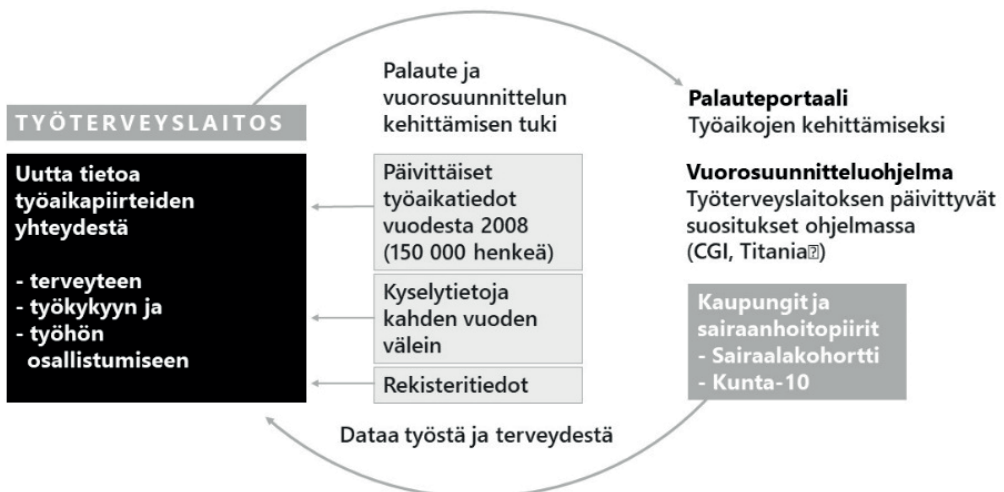 TYÖTERVEYSLAITOS
Uutta tietoa
työaikapiirteiden
yhteydestä
- terveyteen
- työkykyyn ja
- työhön
osallistumiseen
Palaute ja
vuorosuunnittelun
kehittämisen tuki
Päivittäiset
työaikatiedot
vuodesta 2008
(150 000 henkeä)
Kyselytietoja
kahden vuoden
välein
Rekisteritiedot
Dataa työstä ja terveydestä
Palauteportaali
Työaikojen kehittämiseksi
Vuorosuunnitteluohjelma
Työterveyslaitoksen päivittyvät
suositukset ohjelmassa
(CGI, Titania⍰)
Kaupungit ja
sairaanhoitopiirit
- Sairaalakohortti
- Kunta-10